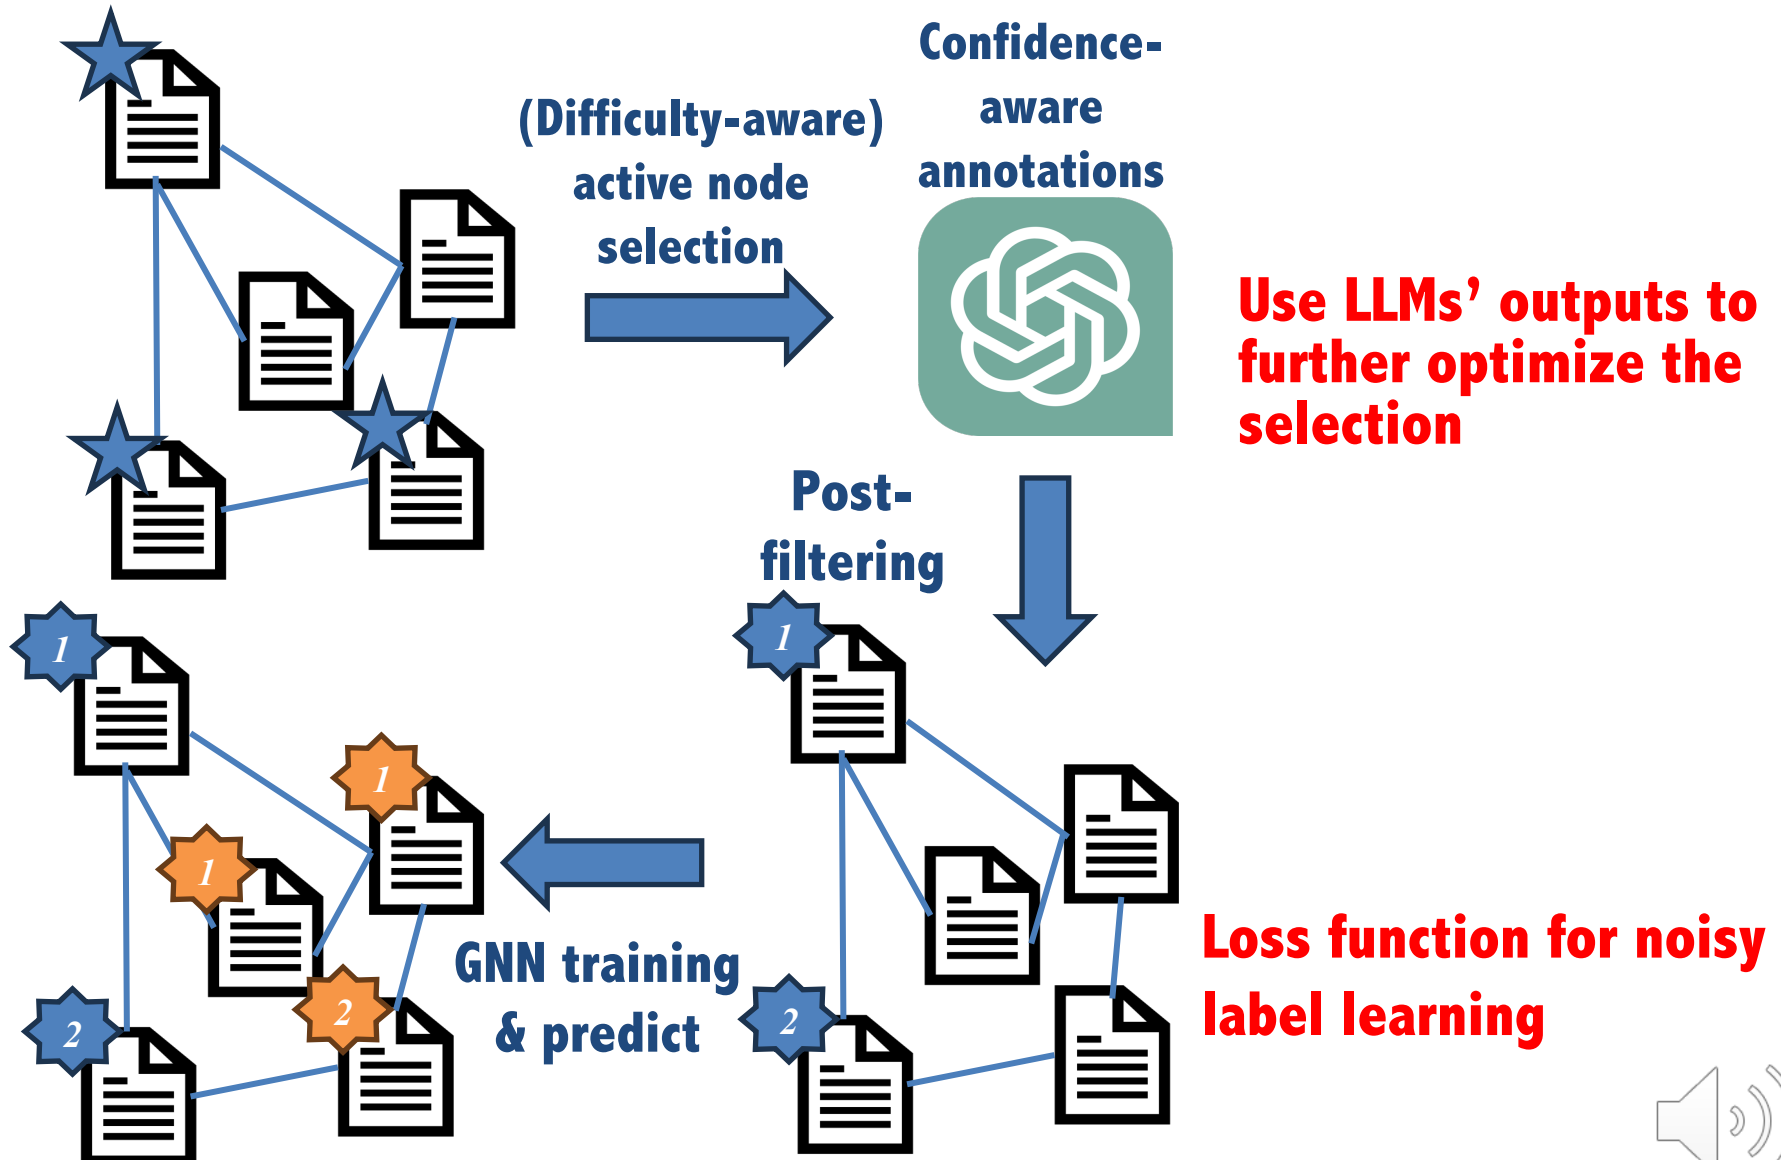 (Difficulty-aware)
active node
selection
Confidence-
aware
annotations
Use LLMs’ outputs to
further optimize the
selection
Post-
filtering
1
2
Loss function for noisy
label learning
GNN training
& predict
1
1
1
2
2